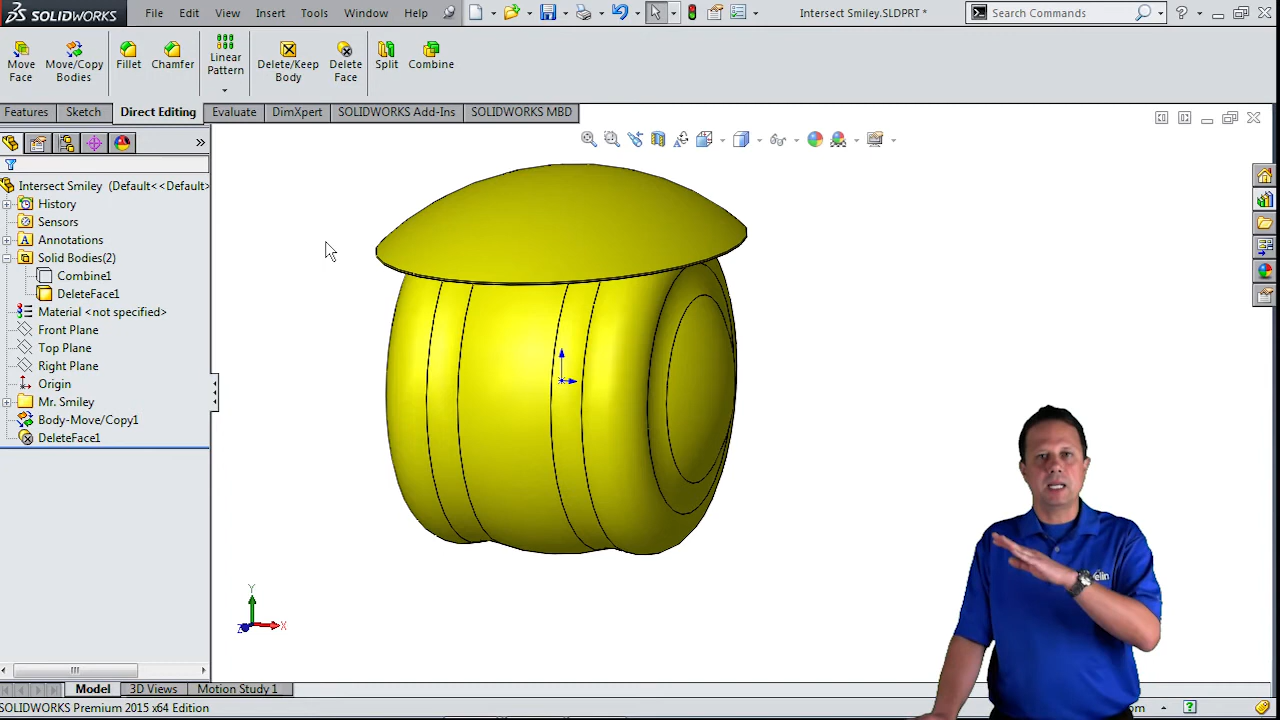 SOLIDWORKS File Edit View Insert Tools Window Help Intersect Smiley.SLDPRT * Search Commands
Move Face Move/Copy Bodies Fillet Chamfer Linear Pattern Delete/Keep Body Delete Face Split Combine
Features Sketch Direct Editing Evaluate DimXpert SOLIDWORKS Add-Ins SOLIDWORKS MBD
Intersect Smiley (Default<<Default>
History
Sensors
Annotations
Solid Bodies(2)
Combine1
DeleteFace1
Material <not specified>
Front Plane
Top Plane
Right Plane
Origin
Mr. Smiley
Body-Move/Copy1
DeleteFace1
Y
Z X
Model 3D Views Motion Study 1
SOLIDWORKS Premium 2015 x64 Edition